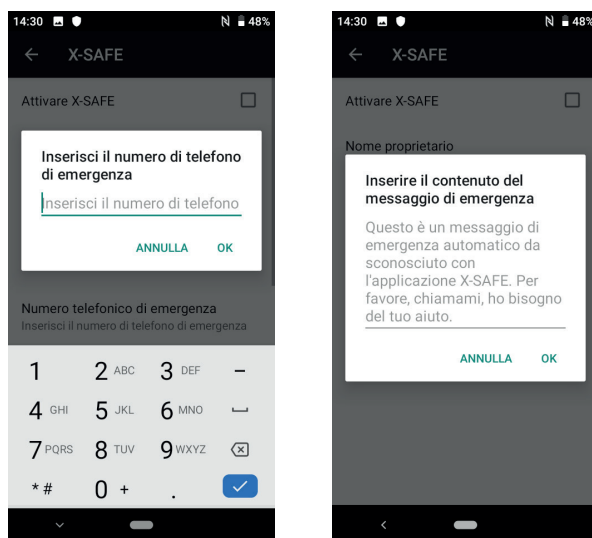 14:30 48%
X-SAFE
Attivare X-SAFE
Inserisci il numero di telefono
di emergenza
Inserisci il numero di telefono
ANNULLA OK
Numero telefonico di emergenza
Inserisci il numero di telefono di emergenza
1 2 ABC 3 DEF –
4 GHI 5 JKL 6 MNO
7 PQRS 8 TUV 9 WXYZ
* # 0 + .
14:30 48%
X-SAFE
Attivare X-SAFE
Nome proprietario
Inserire il contenuto del
messaggio di emergenza
Questo è un messaggio di
emergenza automatico da
sconosciuto con
l'applicazione X-SAFE. Per
favore, chiamami, ho bisogno
del tuo aiuto.
ANNULLA OK